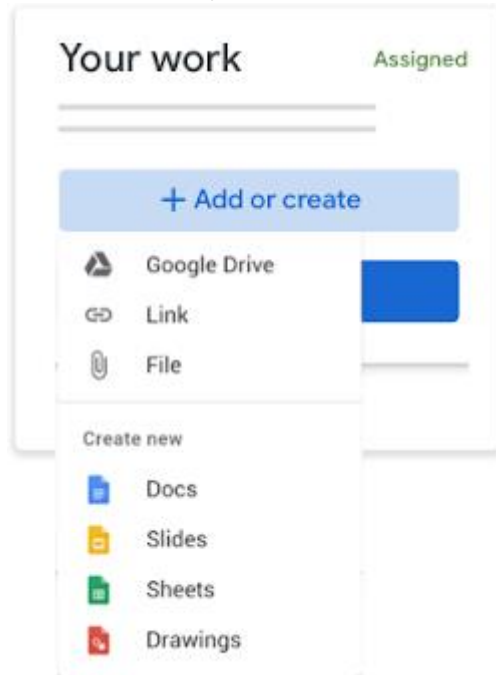 Your work
Assigned
+ Add or create
Google Drive
Link
File
Create new
Docs
Slides
Sheets
Drawings